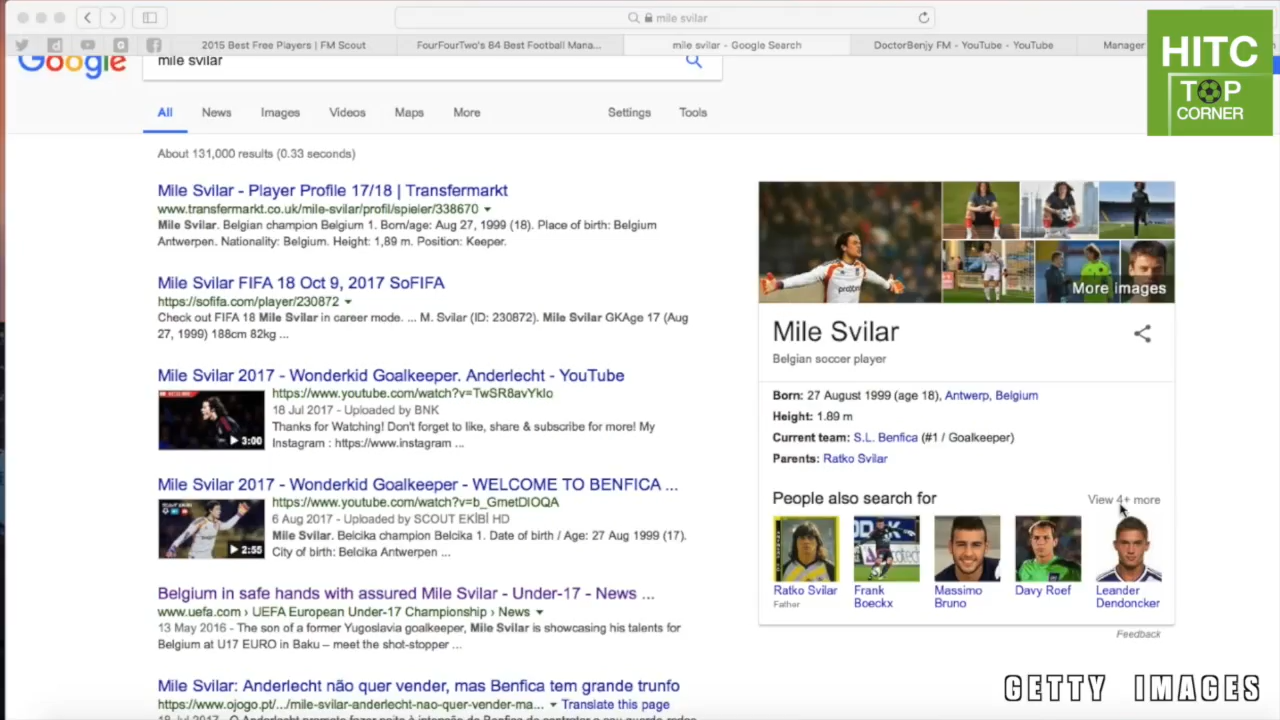 mile svilar
2015 Best Free Players | FM Scout
FourFourTwo's 84 Best Football Mana...
mile svilar - Google Search
DoctorBenjy FM - YouTube - YouTube
Manager
HITC
TOP
CORNER
Google
mile svilar
All
News
Images
Videos
Maps
More
Settings
Tools
About 131,000 results (0.33 seconds)
Mile Svilar - Player Profile 17/18 | Transfermarkt
www.transfermarkt.co.uk/mile-svilar/profil/spieler/338670
Mile Svilar. Belgian champion Belgium 1. Born/age: Aug 27, 1999 (18). Place of birth: Belgium
Antwerpen. Nationality: Belgium. Height: 1,89 m. Position: Keeper.
Mile Svilar FIFA 18 Oct 9, 2017 SoFIFA
https://sofifa.com/player/230872
Check out FIFA 18 Mile Svilar in career mode. ... M. Svilar (ID: 230872). Mile Svilar GKAge 17 (Aug
27, 1999) 188cm 82kg ...
Mile Svilar 2017 - Wonderkid Goalkeeper. Anderlecht - YouTube
https://www.youtube.com/watch?v=TwSR8avYklo
18 Jul 2017 - Uploaded by BNK
Thanks for Watching! Don't forget to like, share & subscribe for more! My
Instagram : https://www.instagram ...
3:00
Mile Svilar 2017 - Wonderkid Goalkeeper - WELCOME TO BENFICA ...
https://www.youtube.com/watch?v=b_GmetDIOQA
6 Aug 2017 - Uploaded by SCOUT EKİBİ HD
Mile Svilar. Belcika champion Belcika 1. Date of birth / Age: 27 Aug 1999 (17).
City of birth: Belcika Antwerpen ...
2:55
Belgium in safe hands with assured Mile Svilar - Under-17 - News ...
www.uefa.com › UEFA European Under-17 Championship › News
13 May 2016 - The son of a former Yugoslavia goalkeeper, Mile Svilar is showcasing his talents for
Belgium at U17 EURO in Baku – meet the shot-stopper ...
Mile Svilar: Anderlecht não quer vender, mas Benfica tem grande trunfo
https://www.ojogo.pt/.../mile-svilar-anderlecht-nao-quer-vender-ma...
Translate this page
More images
Mile Svilar
Belgian soccer player
Born: 27 August 1999 (age 18), Antwerp, Belgium
Height: 1.89 m
Current team: S.L. Benfica (#1 / Goalkeeper)
Parents: Ratko Svilar
People also search for
View 4+ more
Ratko Svilar
Father
Frank
Boeckx
Massimo
Bruno
Davy Roef
Leander
Dendoncker
Feedback
GETTY IMAGES